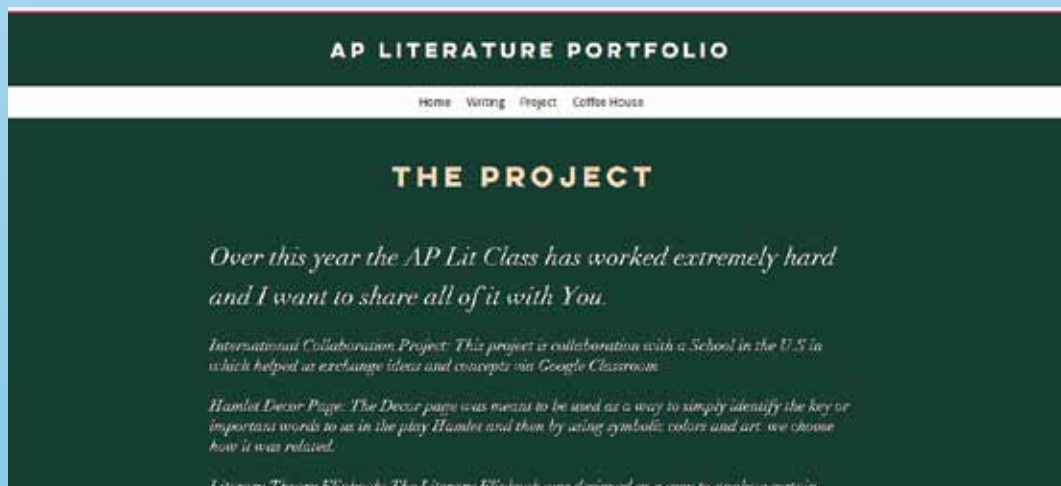 AP LITERATURE PORTFOLIO
Home Writing Project Coffee House
THE PROJECT
Over this year the AP Lit Class has worked extremely hard
and I want to share all of it with You.
International Collaboration Project: This project is collaboration with a School in the U.S in
which helped us exchange ideas and concepts via Google Classroom
Hamlet Decor Page: The Decor page was meant to be used as a way to simply identify the key or
important words to us in the play Hamlet and then by using symbolic colors and art we choose
how it was related.